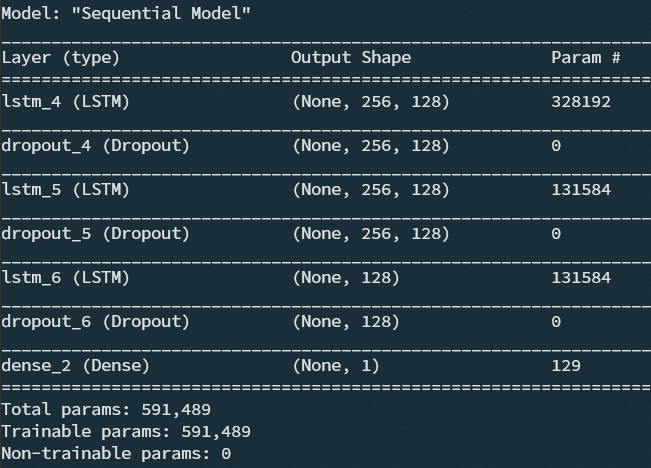 Model: "Sequential Model"
Layer (type) Output Shape Param #
lstm_4 (LSTM) (None, 256, 128) 328192
dropout_4 (Dropout) (None, 256, 128) 0
lstm_5 (LSTM) (None, 256, 128) 131584
dropout_5 (Dropout) (None, 256, 128) 0
lstm_6 (LSTM) (None, 128) 131584
dropout_6 (Dropout) (None, 128) 0
dense_2 (Dense) (None, 1) 129
Total params: 591,489
Trainable params: 591,489
Non-trainable params: 0